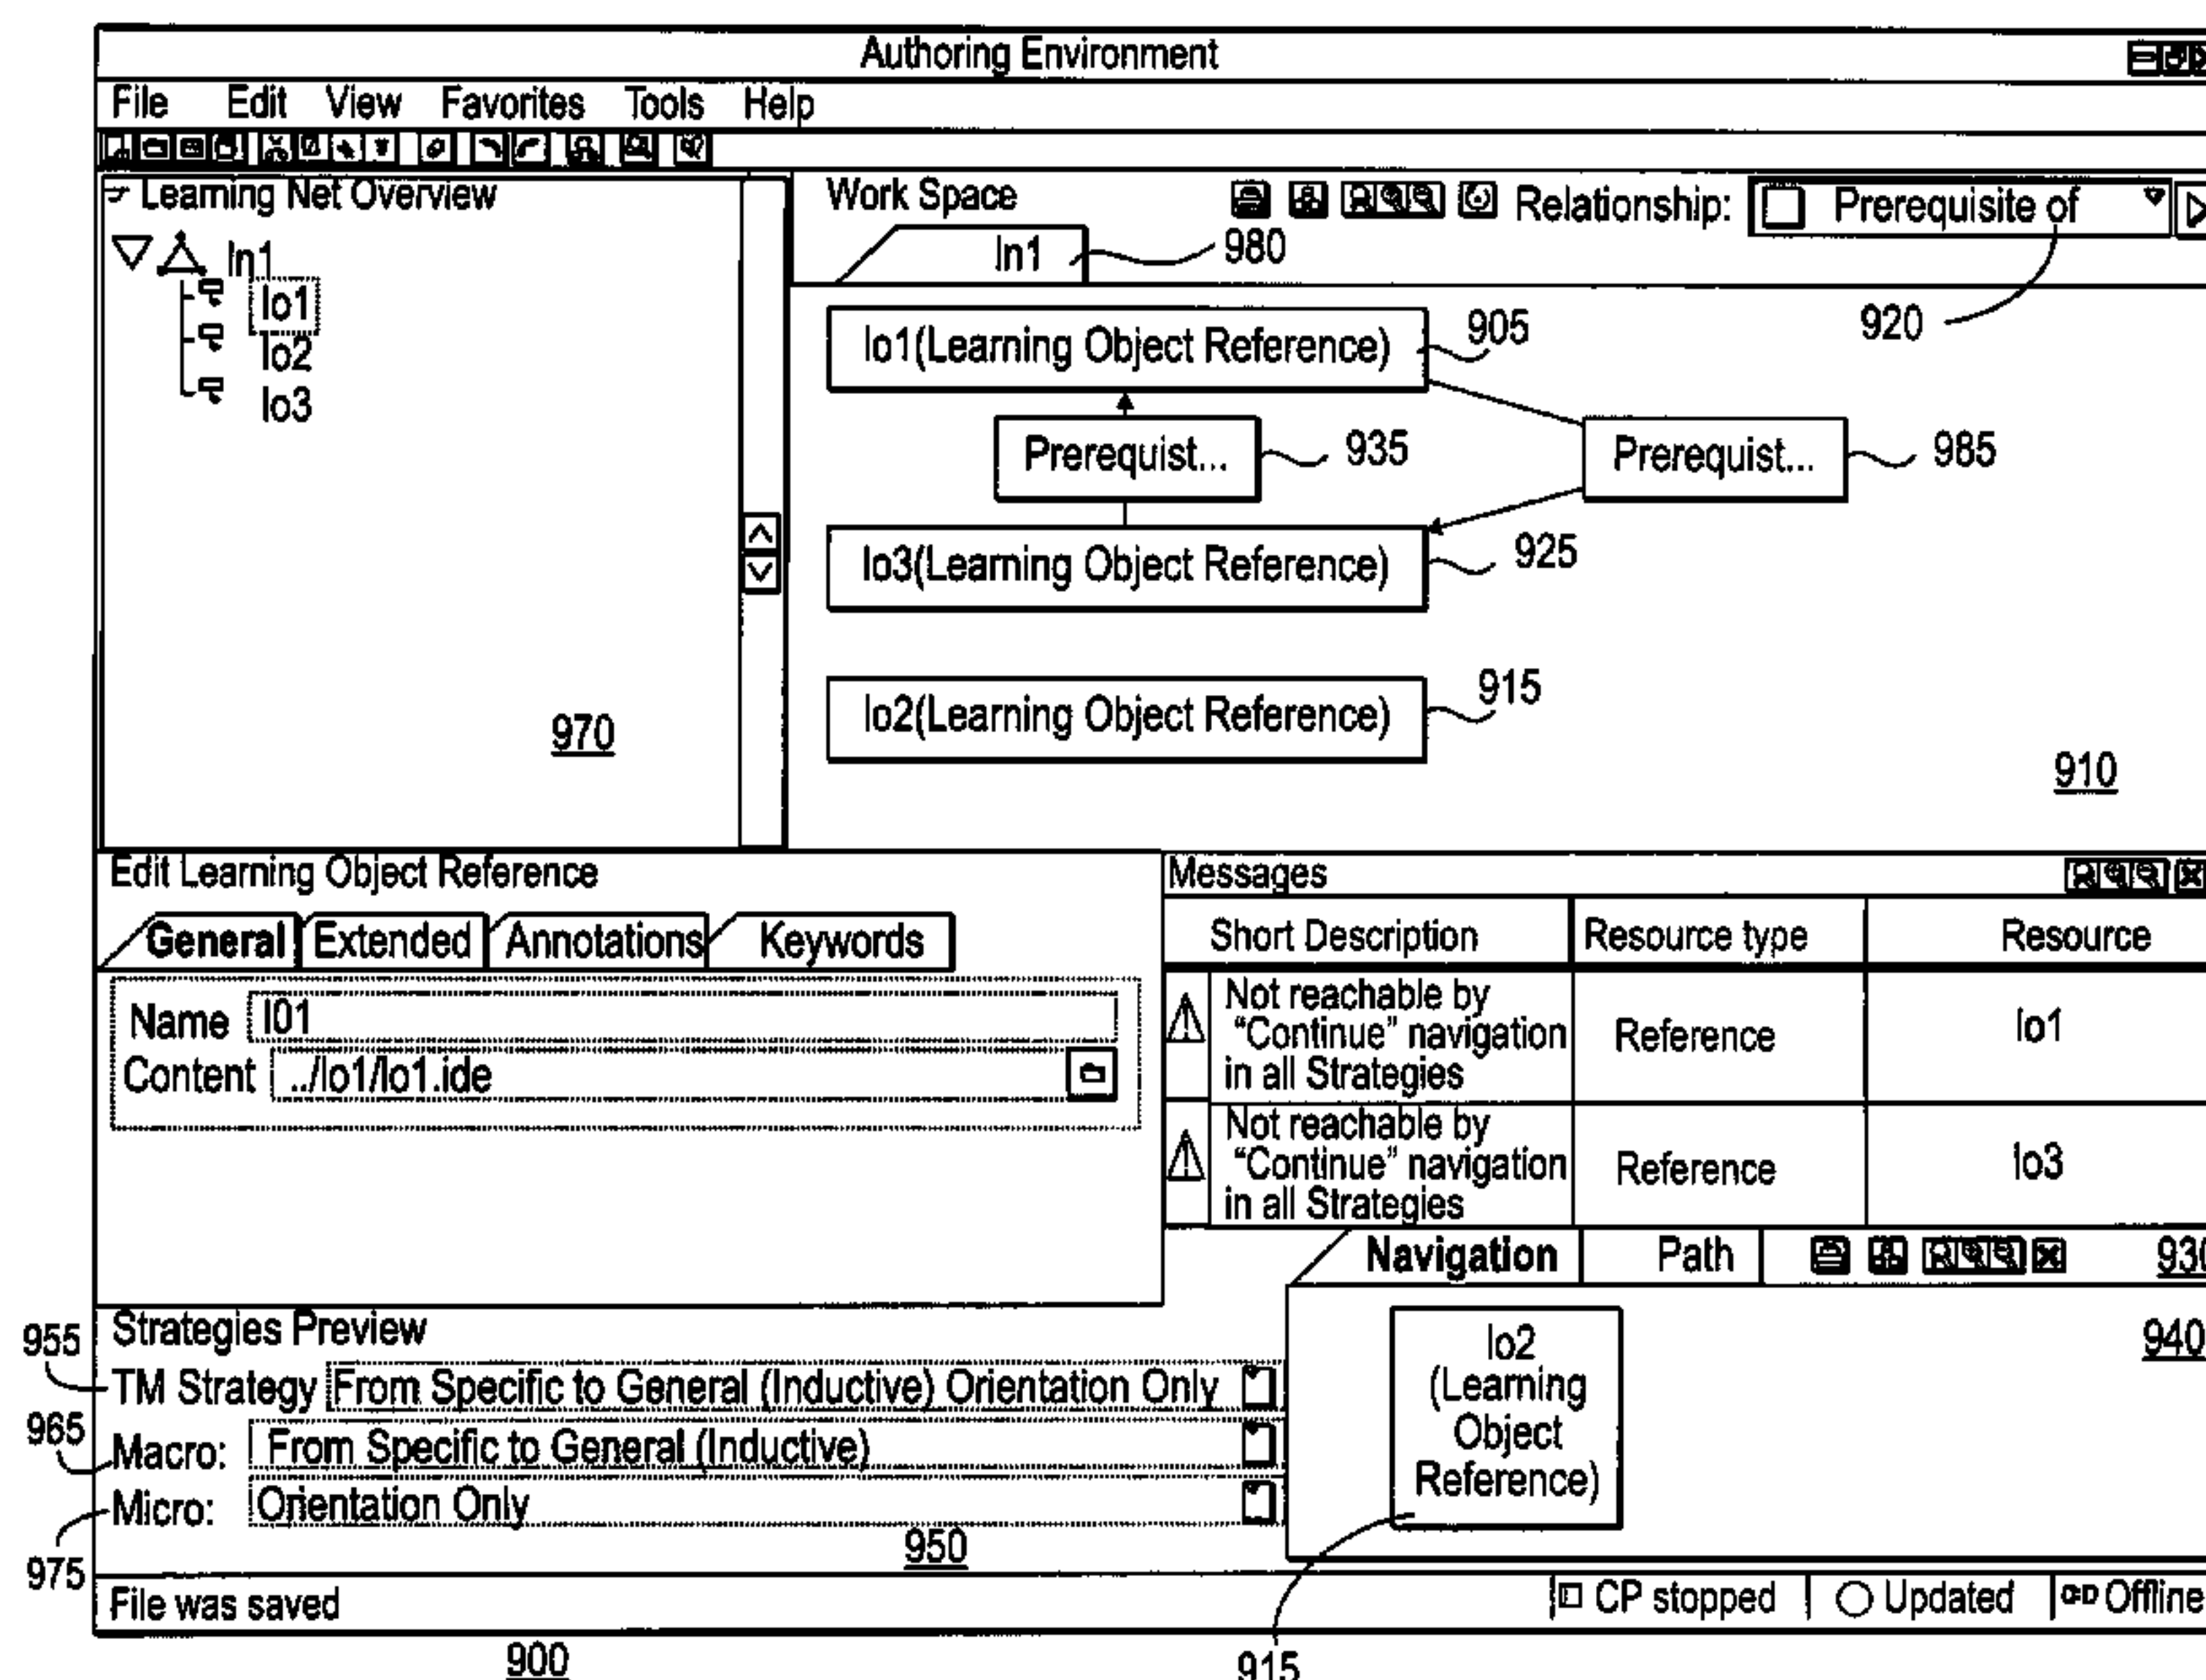 Authoring Environment
File Edit View Favorites Tools Help
Learning Net Overview
ln1
lo1
lo2
lo3
970
Work Space
Relationship: Prerequisite of
ln1
980
920
lo1(Learning Object Reference)
905
Prerequist...
935
Prerequist...
985
lo3(Learning Object Reference)
925
lo2(Learning Object Reference)
915
910
Edit Learning Object Reference
General Extended Annotations Keywords
Name l01
Content ../lo1/lo1.ide
Messages
Short Description Resource type Resource
Not reachable by
"Continue" navigation
in all Strategies
Reference
lo1
Not reachable by
"Continue" navigation
in all Strategies
Reference
lo3
Navigation Path
930
940
lo2
(Learning
Object
Reference)
915
Strategies Preview
955
TM Strategy From Specific to General (Inductive) Orientation Only
965
Macro: From Specific to General (Inductive)
975
Micro: Orientation Only
950
File was saved
CP stopped Updated Offline
900